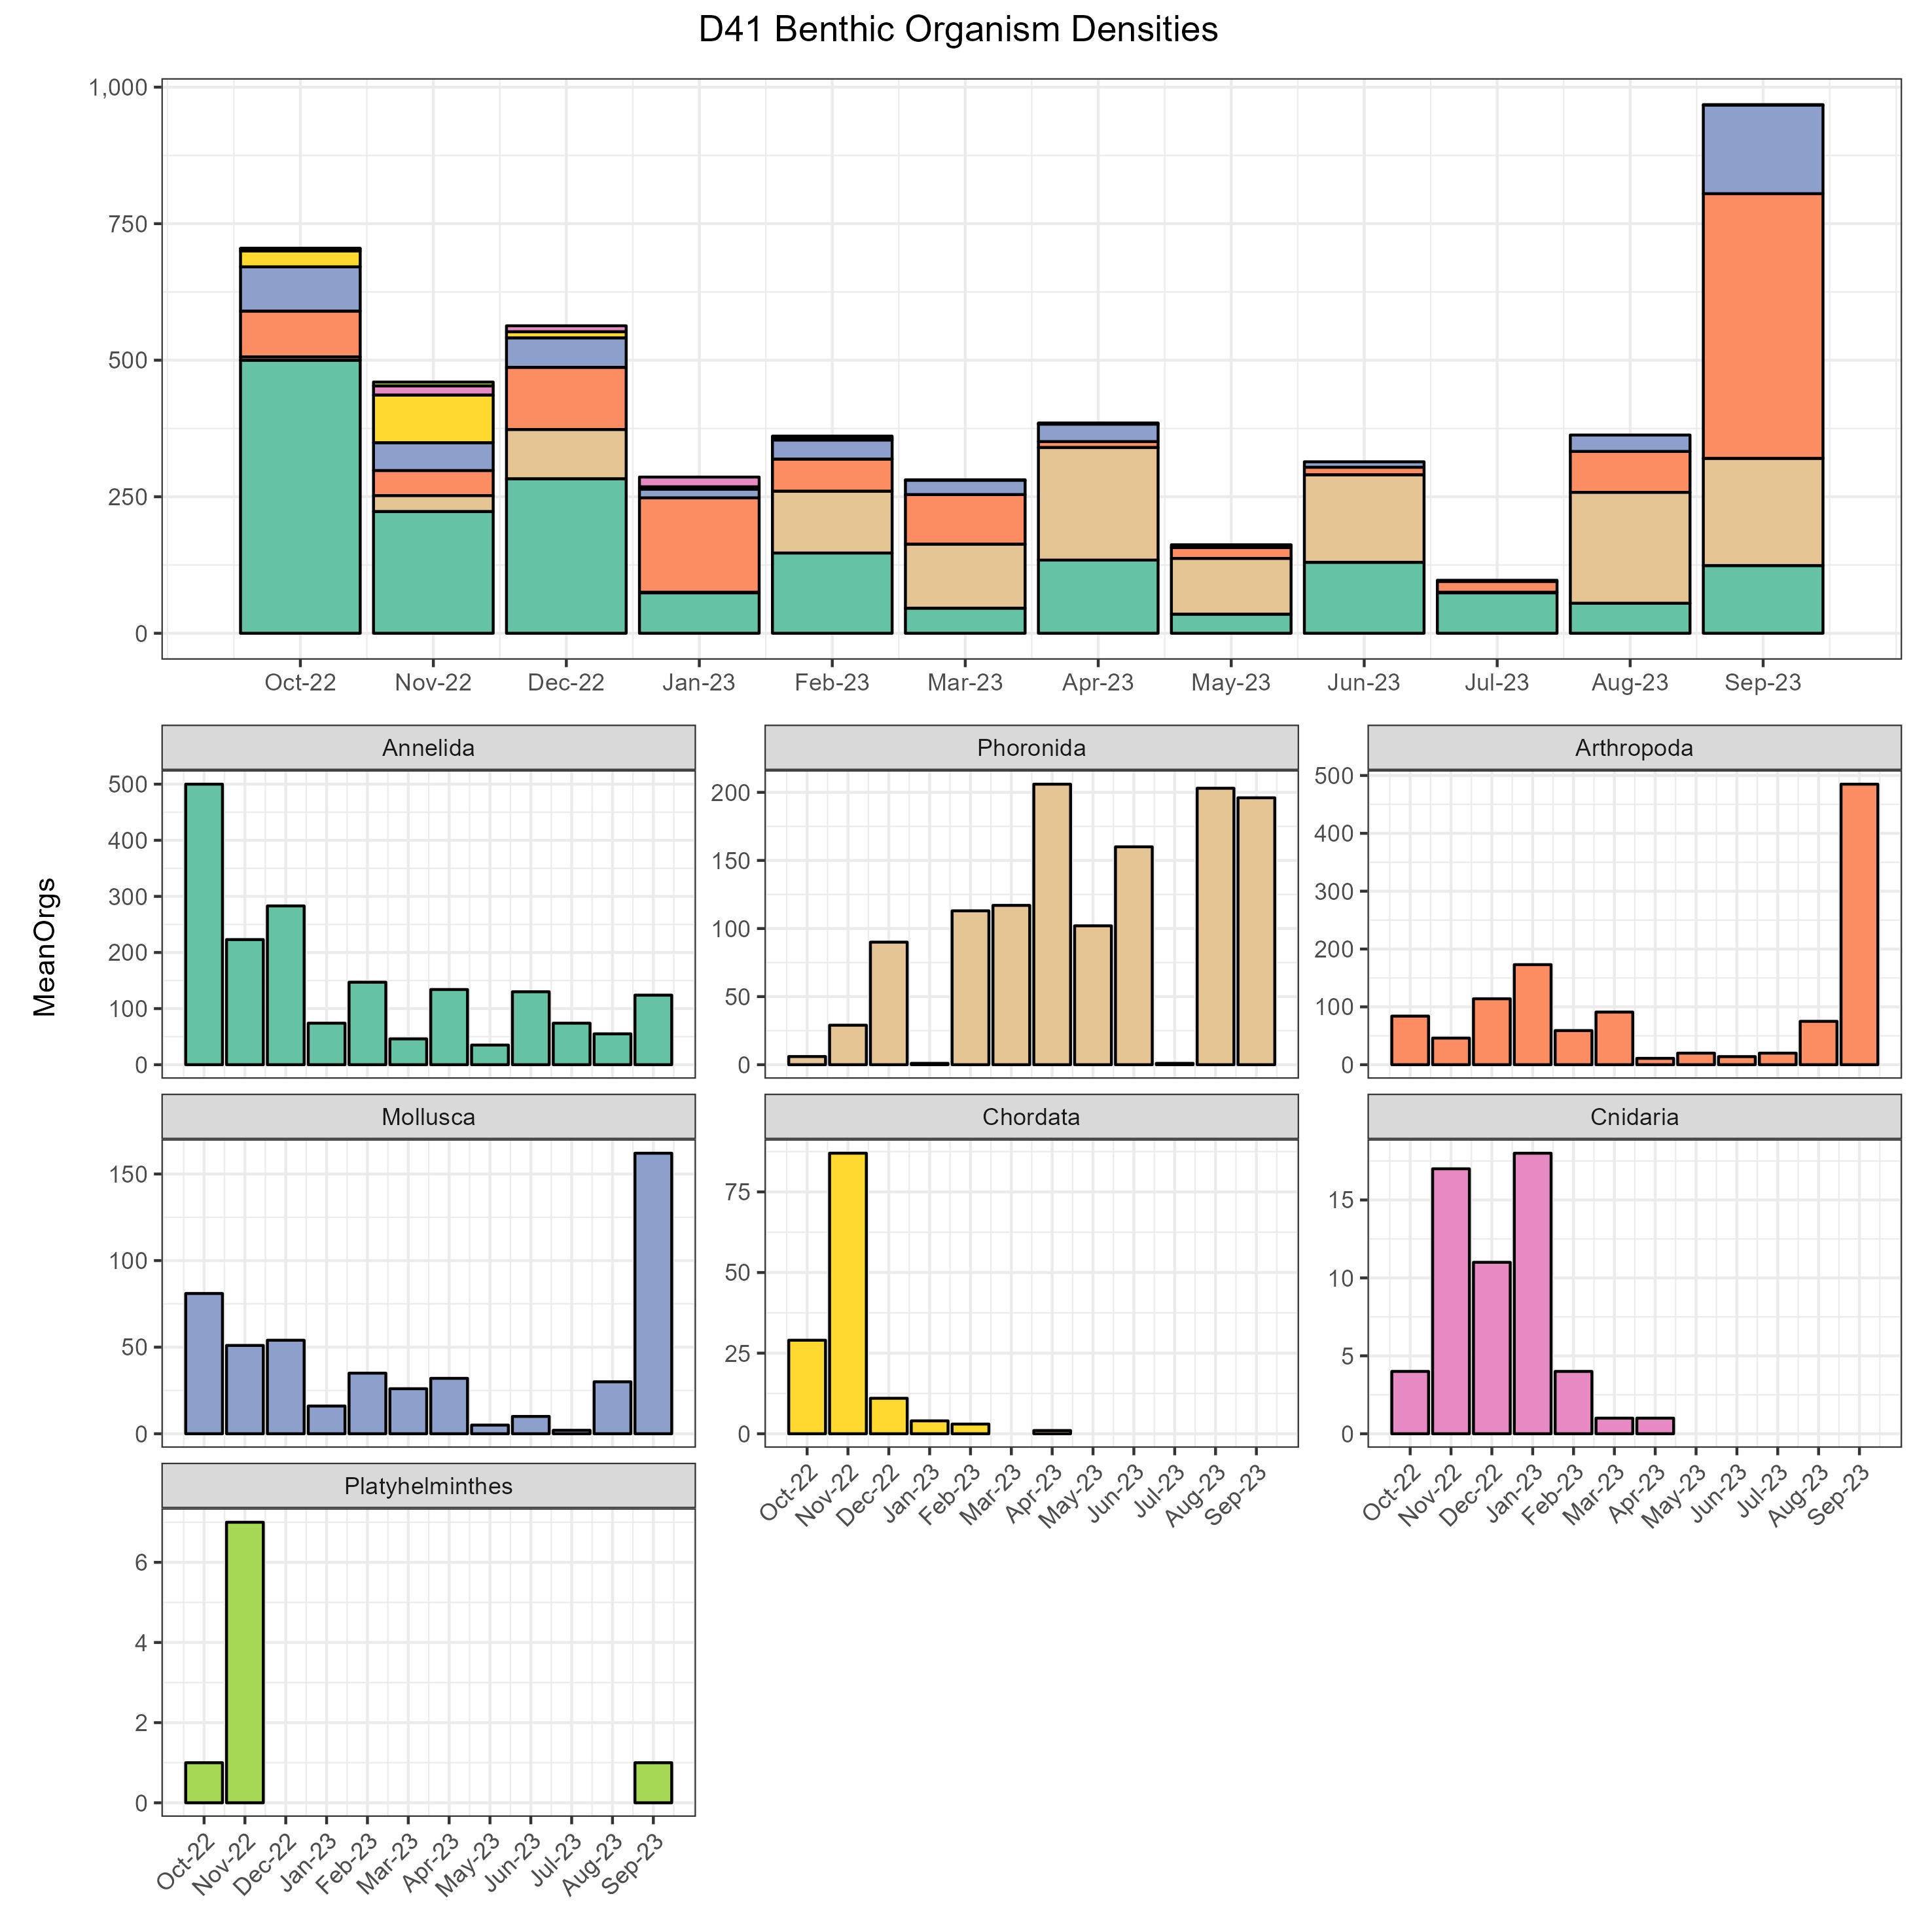 D41 Benthic Organism Densities
1,000
750
500
250
0
Oct-22 Nov-22 Dec-22 Jan-23 Feb-23 Mar-23 Apr-23 May-23 Jun-23 Jul-23 Aug-23 Sep-23
MeanOrgs
Annelida
500
400
300
200
100
0
Phoronida
200
150
100
50
0
Arthropoda
500
400
300
200
100
0
Mollusca
150
100
50
0
Chordata
75
50
25
0
Oct-22 Nov-22 Dec-22 Jan-23 Feb-23 Mar-23 Apr-23 May-23 Jun-23 Jul-23 Aug-23 Sep-23
Cnidaria
15
10
5
0
Oct-22 Nov-22 Dec-22 Jan-23 Feb-23 Mar-23 Apr-23 May-23 Jun-23 Jul-23 Aug-23 Sep-23
Platyhelminthes
6
4
2
0
Oct-22 Nov-22 Dec-22 Jan-23 Feb-23 Mar-23 Apr-23 May-23 Jun-23 Jul-23 Aug-23 Sep-23